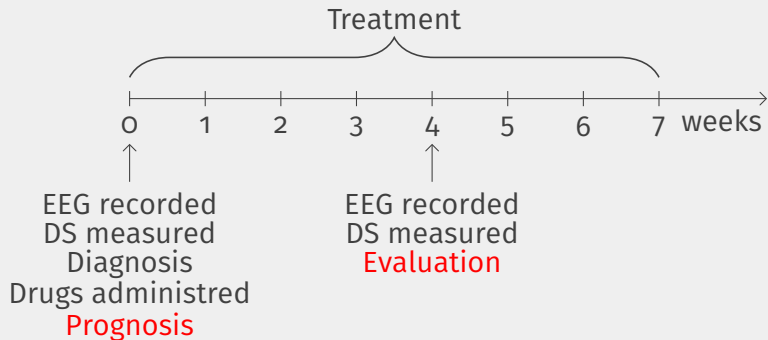 Treatment
0 1 2 3 4 5 6 7 weeks
EEG recorded
DS measured
Diagnosis
Drugs administred
Prognosis
EEG recorded
DS measured
Evaluation